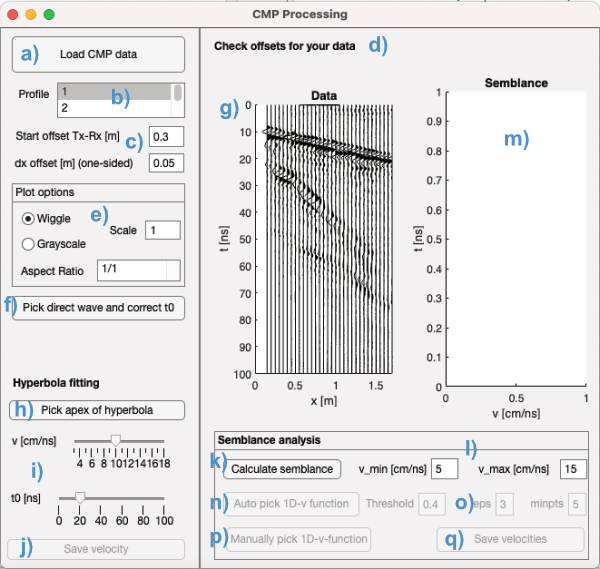 CMP Processing
a) Load CMP data
Profile 1
2
b)
Start offset Tx-Rx [m] 0.3
c)
dx offset [m] (one-sided) 0.05
Plot options
Wiggle
e)
Scale 1
Grayscale
Aspect Ratio 1/1
f) Pick direct wave and correct t0
Hyperbola fitting
h) Pick apex of hyperbola
v [cm/ns]
4 6 8 10 12 14 16 18
i)
t0 [ns]
0 20 40 60 80 100
j) Save velocity
Check offsets for your data d)
g)
Data
0
10
20
30
40
50
60
70
80
90
100
t [ns]
0 0.5 1 1.5
x [m]
Semblance
m)
0
0.1
0.2
0.3
0.4
0.5
0.6
0.7
0.8
0.9
1
t [ns]
0 0.5 1
v [cm/ns]
Semblance analysis
k) Calculate semblance v_min [cm/ns] 5 l) v_max [cm/ns] 15
n) Auto pick 1D-v function Threshold 0.4 o) eps 3 minpts 5
p) Manually pick 1D-v-function q) Save velocities